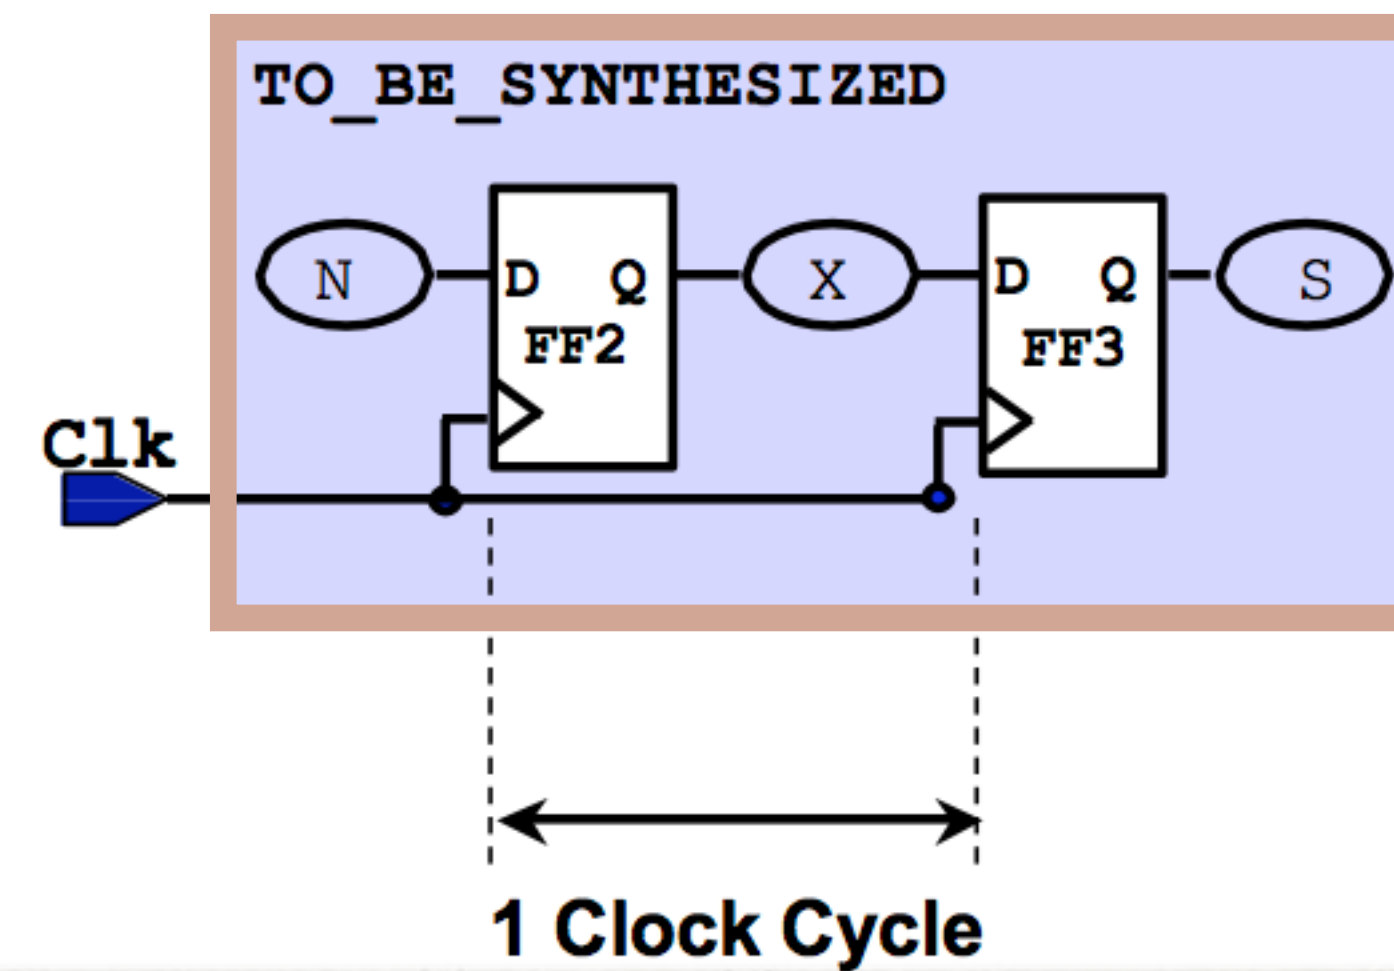 TO_BE_SYNTHESIZED
N
D Q
FF2
X
D Q
FF3
S
Clk
1 Clock Cycle